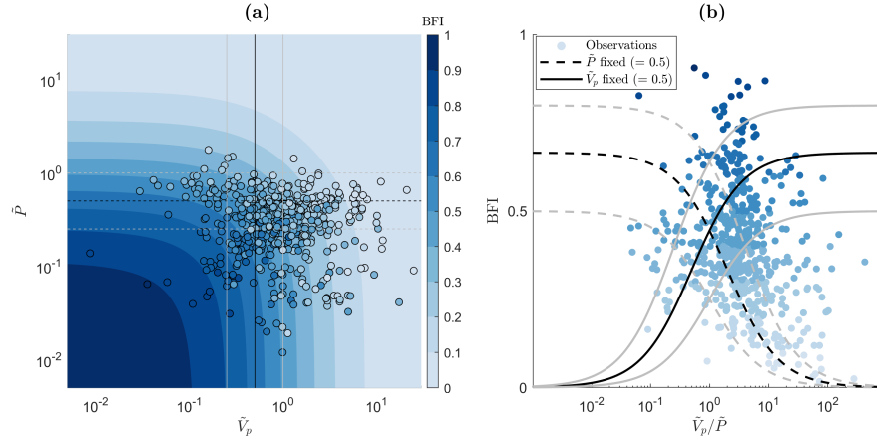 (a)
BFI
10^1
10^0
10^-1
10^-2
P̃
10^-2
10^-1
10^0
10^1
Ṽ_p
1
0.9
0.8
0.7
0.6
0.5
0.4
0.3
0.2
0.1
0
(b)
Observations
P̃ fixed (= 0.5)
Ṽ_p fixed (= 0.5)
1
0.5
0
BFI
10^-2
10^-1
10^0
10^1
10^2
Ṽ_p/P̃